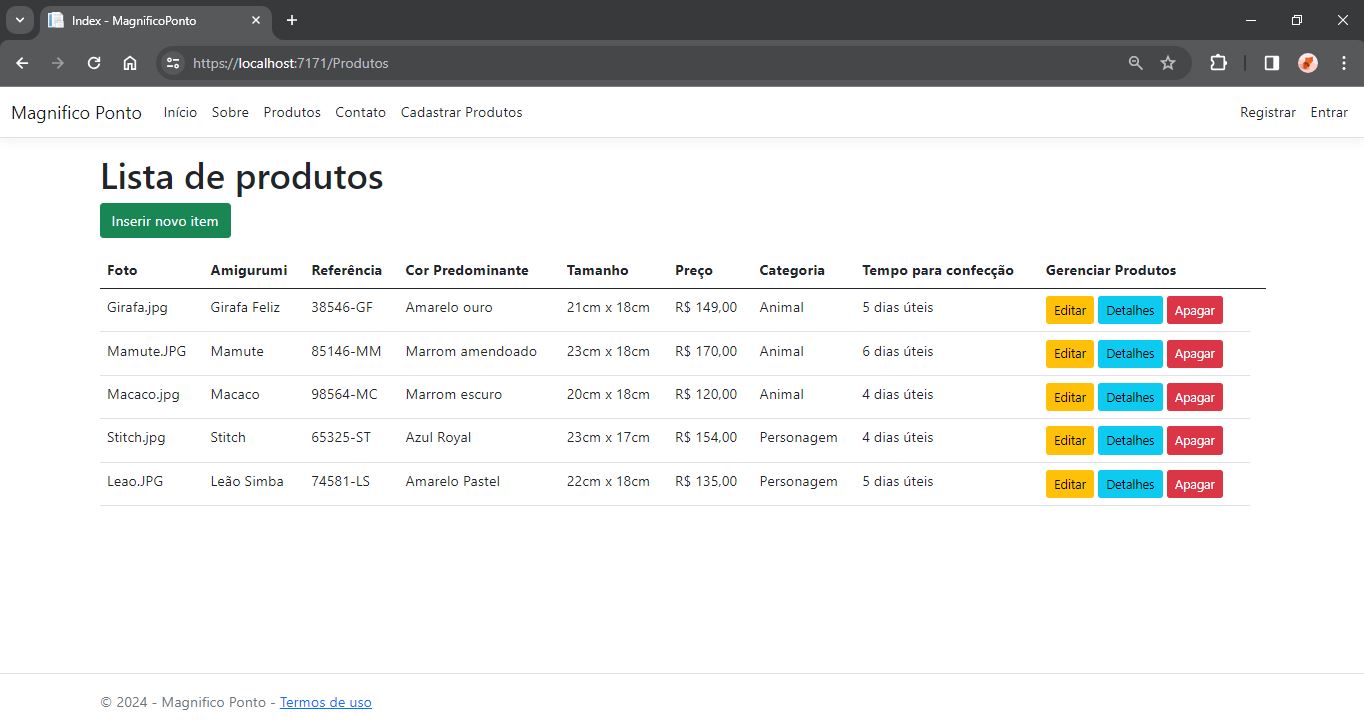 Index - MagnificoPonto
https://localhost:7171/Produtos
Magnifico Ponto Início Sobre Produtos Contato Cadastrar Produtos Registrar Entrar
Lista de produtos
Inserir novo item
Foto Amigurumi Referência Cor Predominante Tamanho Preço Categoria Tempo para confecção Gerenciar Produtos
Girafa.jpg Girafa Feliz 38546-GF Amarelo ouro 21cm x 18cm R$ 149,00 Animal 5 dias úteis Editar Detalhes Apagar
Mamute.JPG Mamute 85146-MM Marrom amendoado 23cm x 18cm R$ 170,00 Animal 6 dias úteis Editar Detalhes Apagar
Macaco.jpg Macaco 98564-MC Marrom escuro 20cm x 18cm R$ 120,00 Animal 4 dias úteis Editar Detalhes Apagar
Stitch.jpg Stitch 65325-ST Azul Royal 23cm x 17cm R$ 154,00 Personagem 4 dias úteis Editar Detalhes Apagar
Leao.JPG Leão Simba 74581-LS Amarelo Pastel 22cm x 18cm R$ 135,00 Personagem 5 dias úteis Editar Detalhes Apagar
© 2024 - Magnifico Ponto - Termos de uso